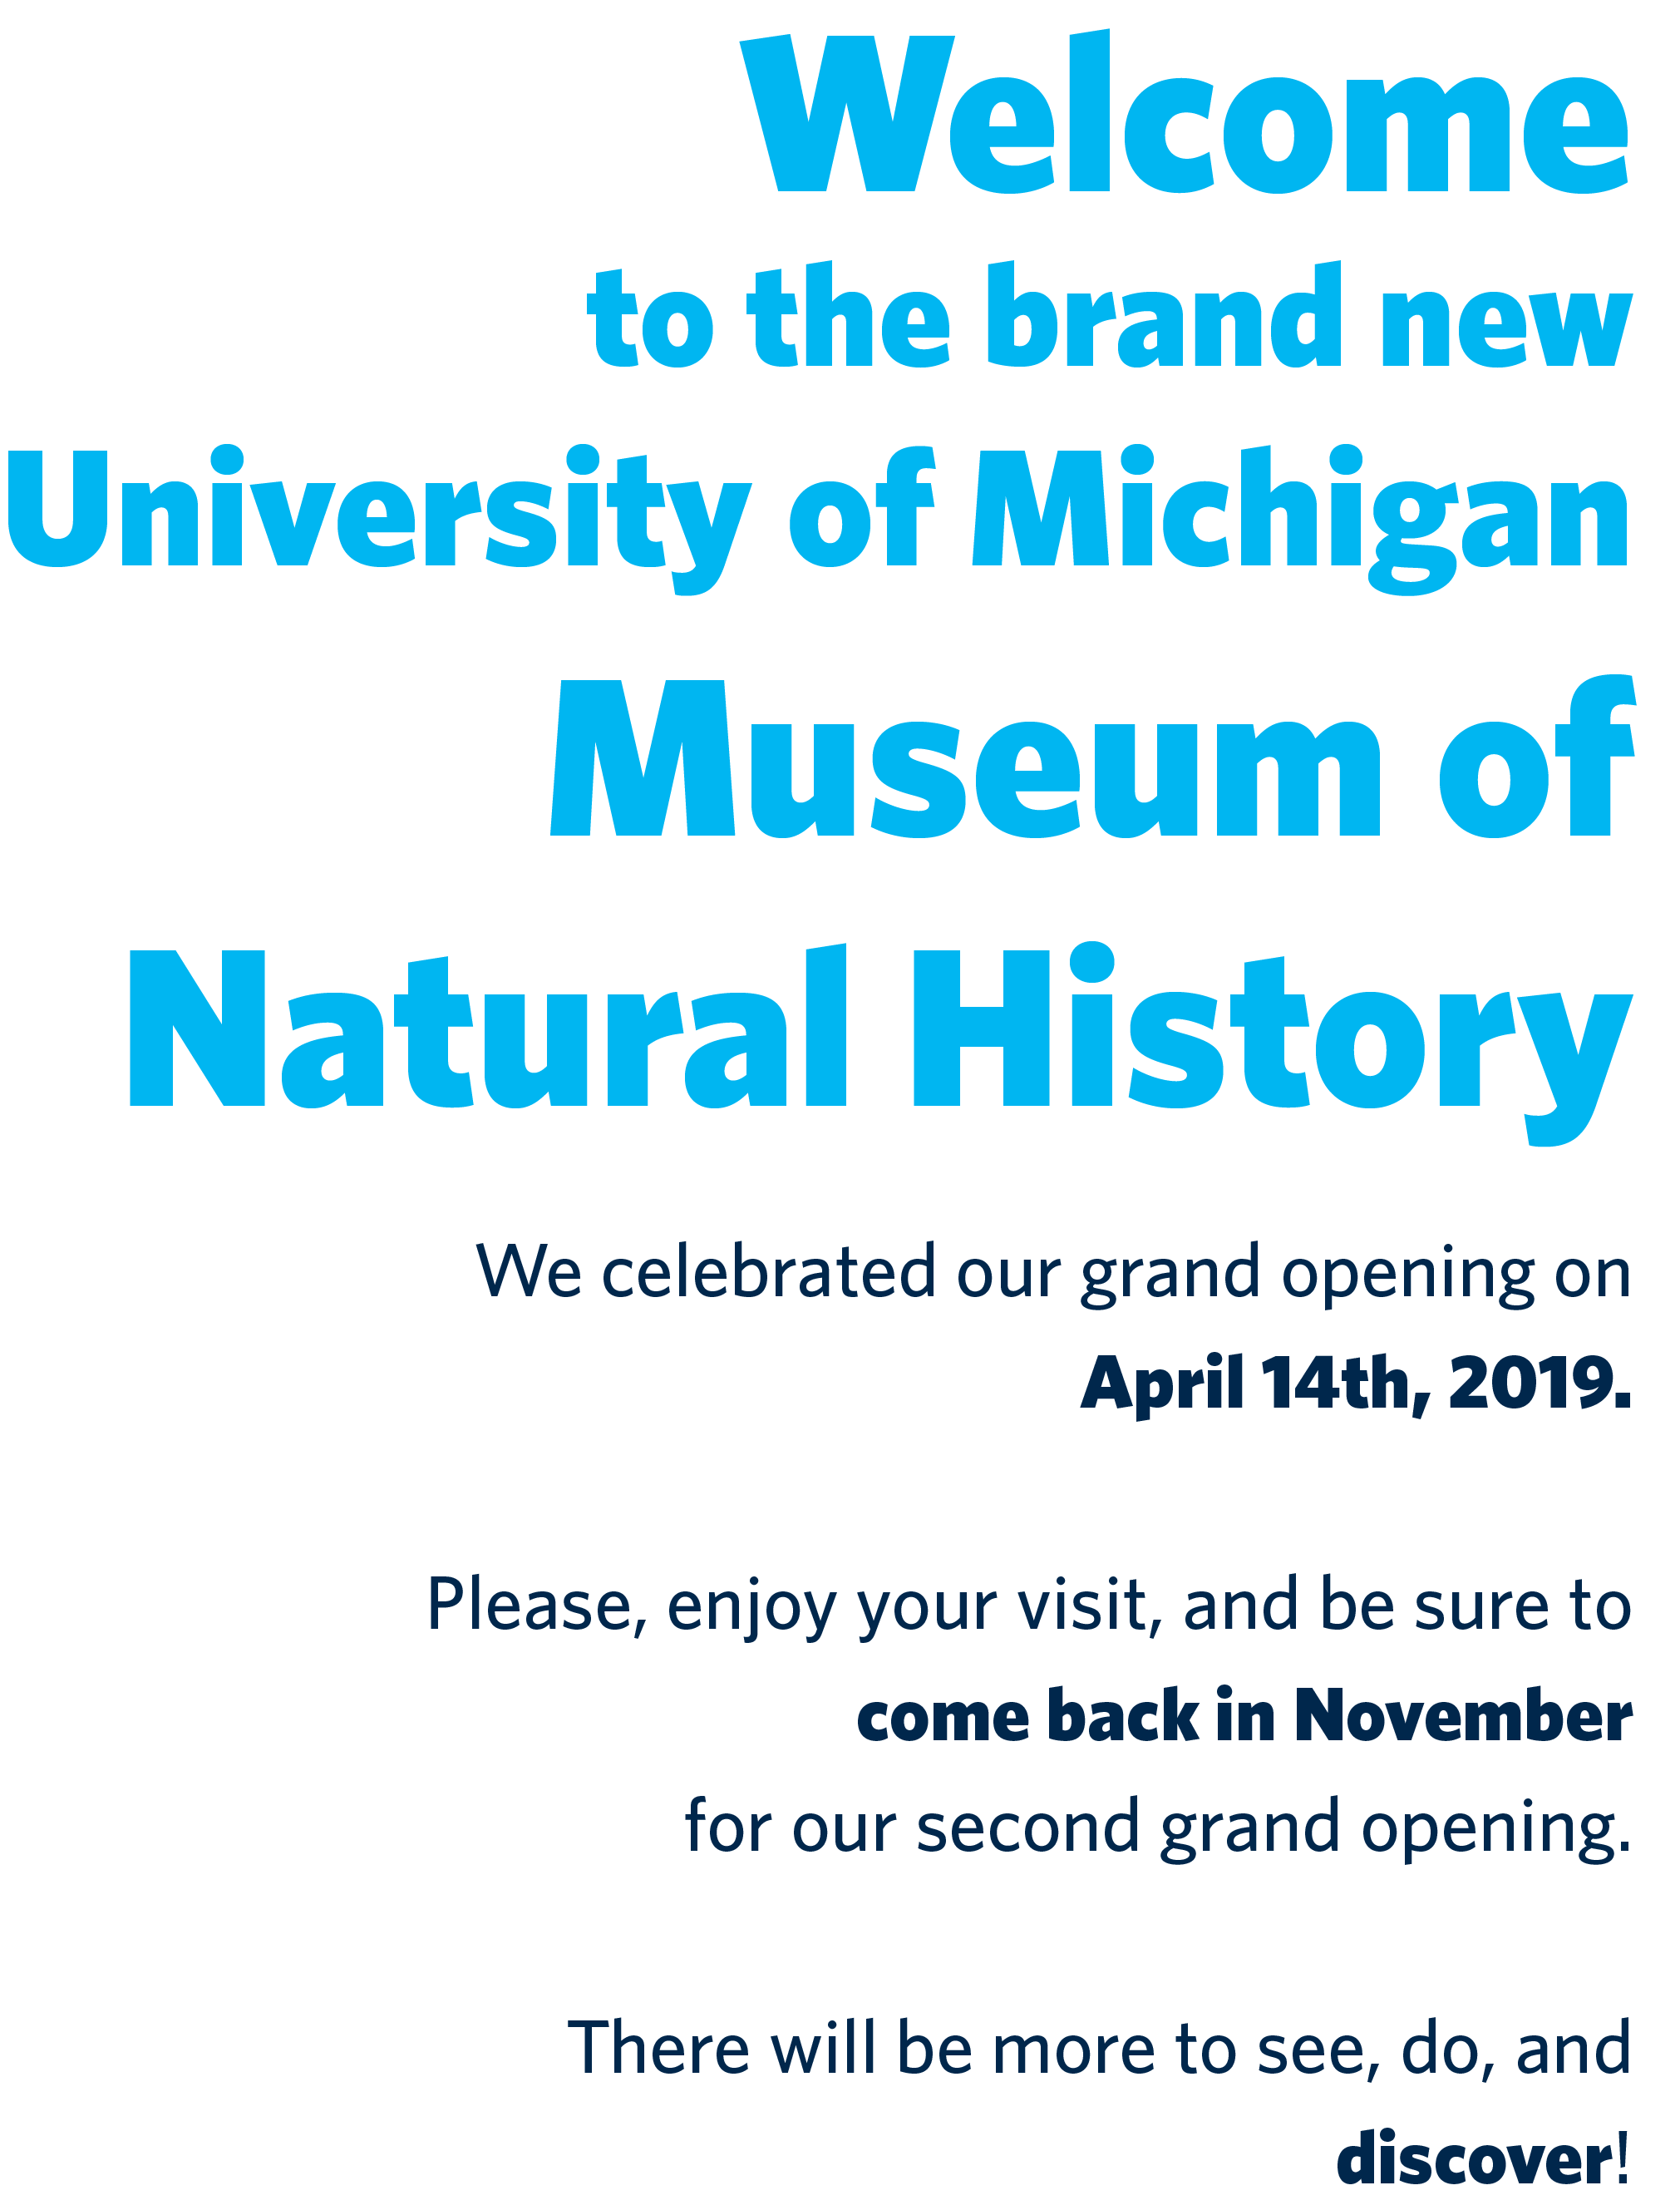 Welcome
to the brand new
University of Michigan
Museum of
Natural History
We celebrated our grand opening on
April 14th, 2019.
Please, enjoy your visit, and be sure to
come back in November
for our second grand opening.
There will be more to see, do, and
discover!